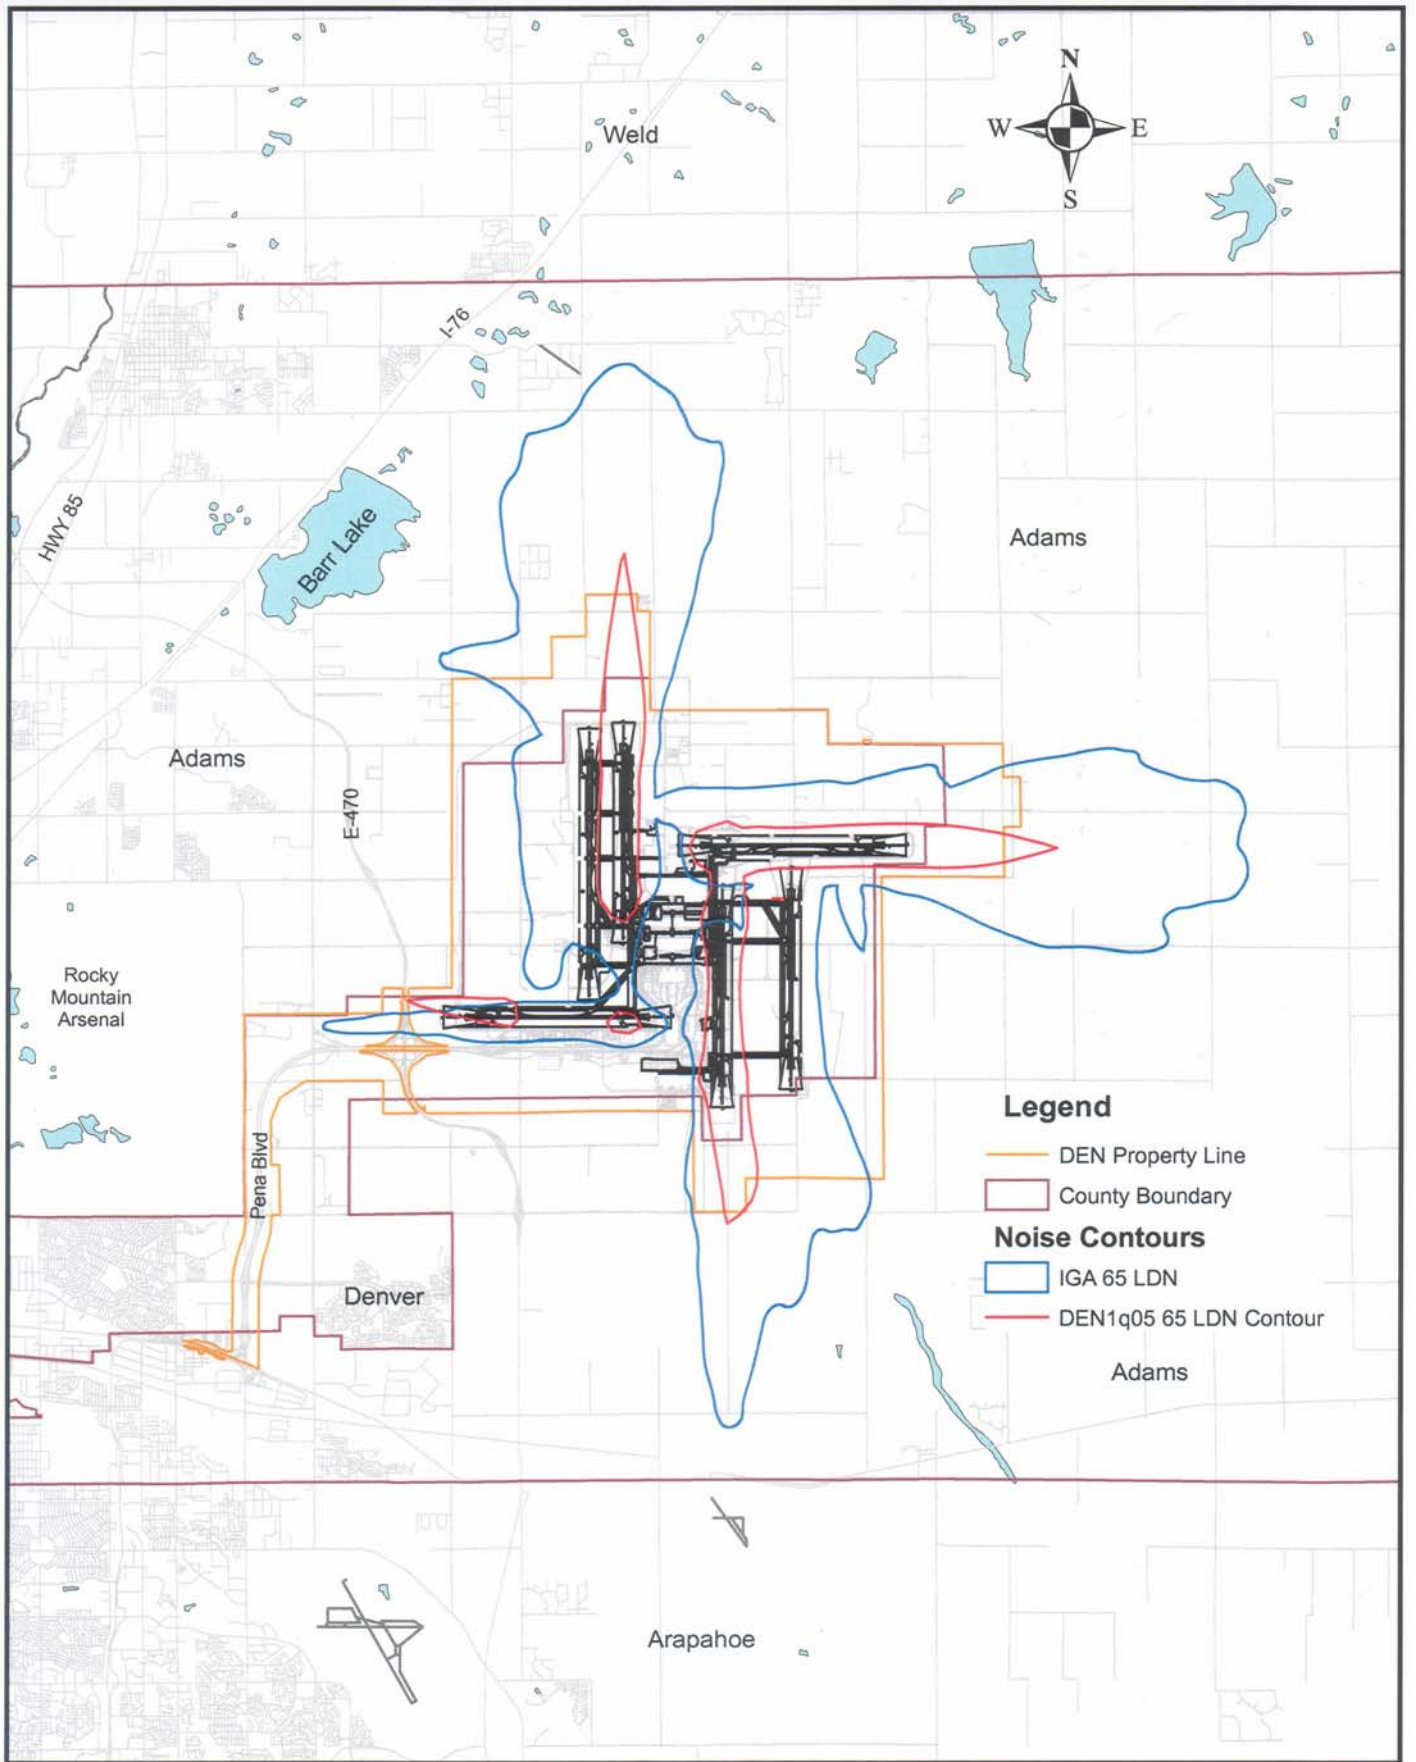 N
W E
S
Weld
I-76
HWY 85
Barr Lake
Adams
Adams
E-470
Rocky
Mountain
Arsenal
Pena Blvd
Denver
Legend
DEN Property Line
County Boundary
Noise Contours
IGA 65 LDN
DEN1q05 65 LDN Contour
Adams
Arapahoe